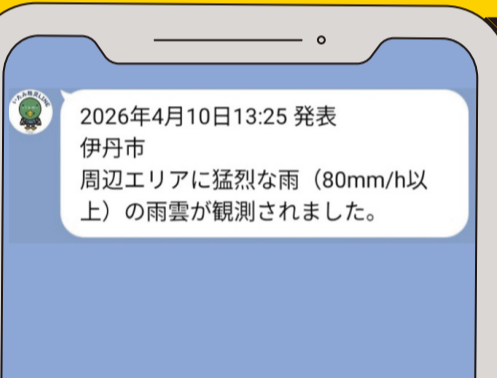 2026年4月10日13:25 発表
伊丹市
周辺エリアに猛烈な雨（80mm/h以
上）の雨雲が観測されました。